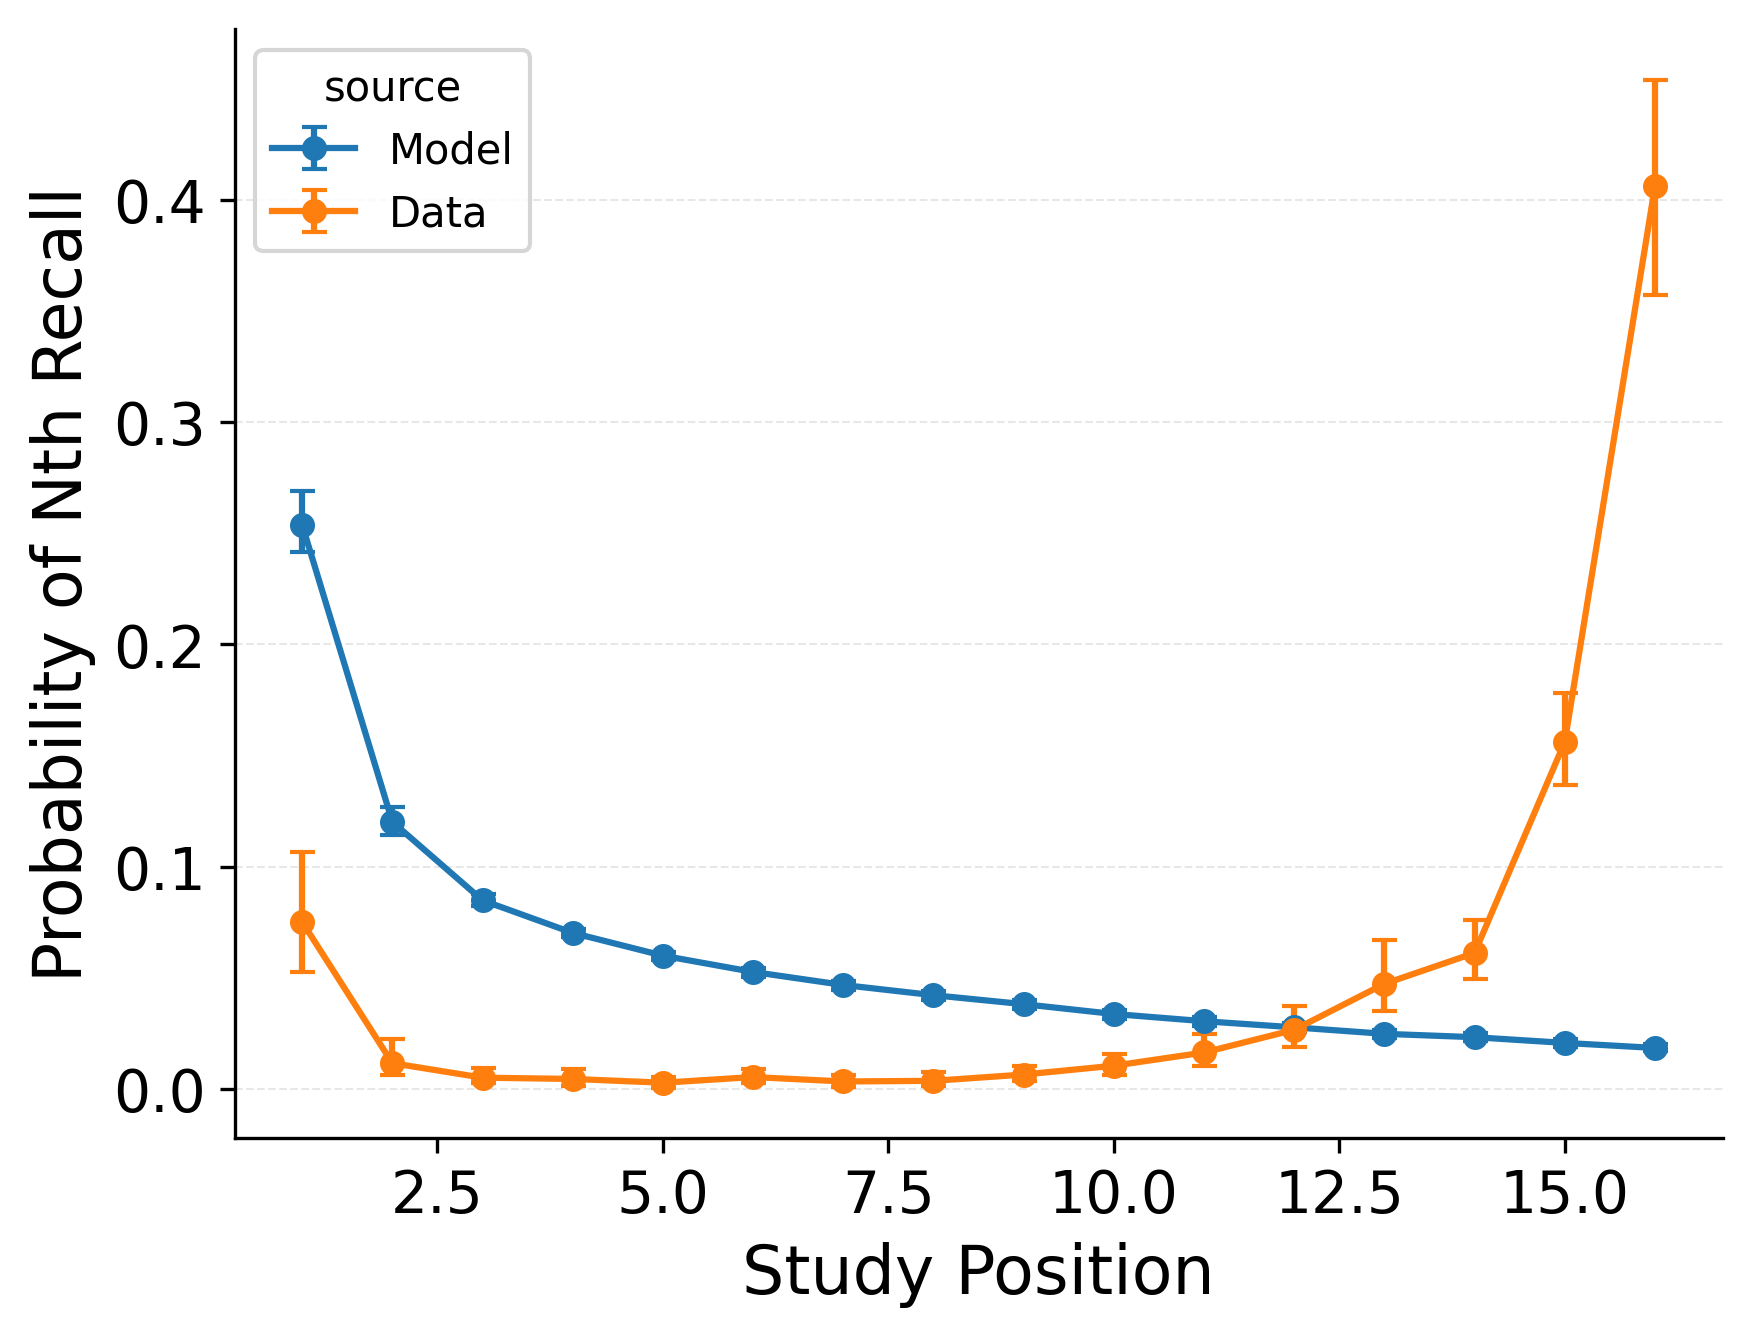 source
Model
Data
Probability of Nth Recall
0.4
0.3
0.2
0.1
0.0
2.5 5.0 7.5 10.0 12.5 15.0
Study Position